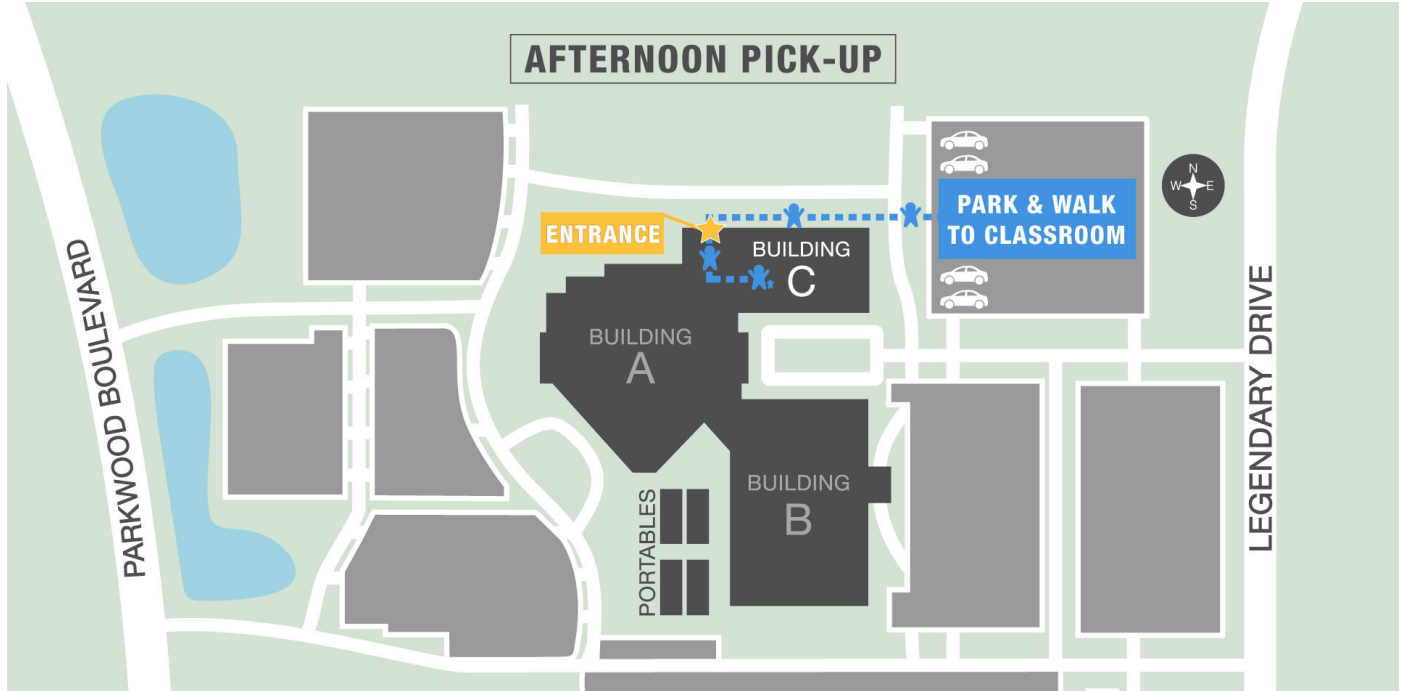 AFTERNOON PICK-UP
N
W E
S
PARK & WALK
TO CLASSROOM
ENTRANCE
BUILDING
C
PARKWOOD BOULEVARD
BUILDING
A
LEGENDARY DRIVE
BUILDING
B
PORTABLES